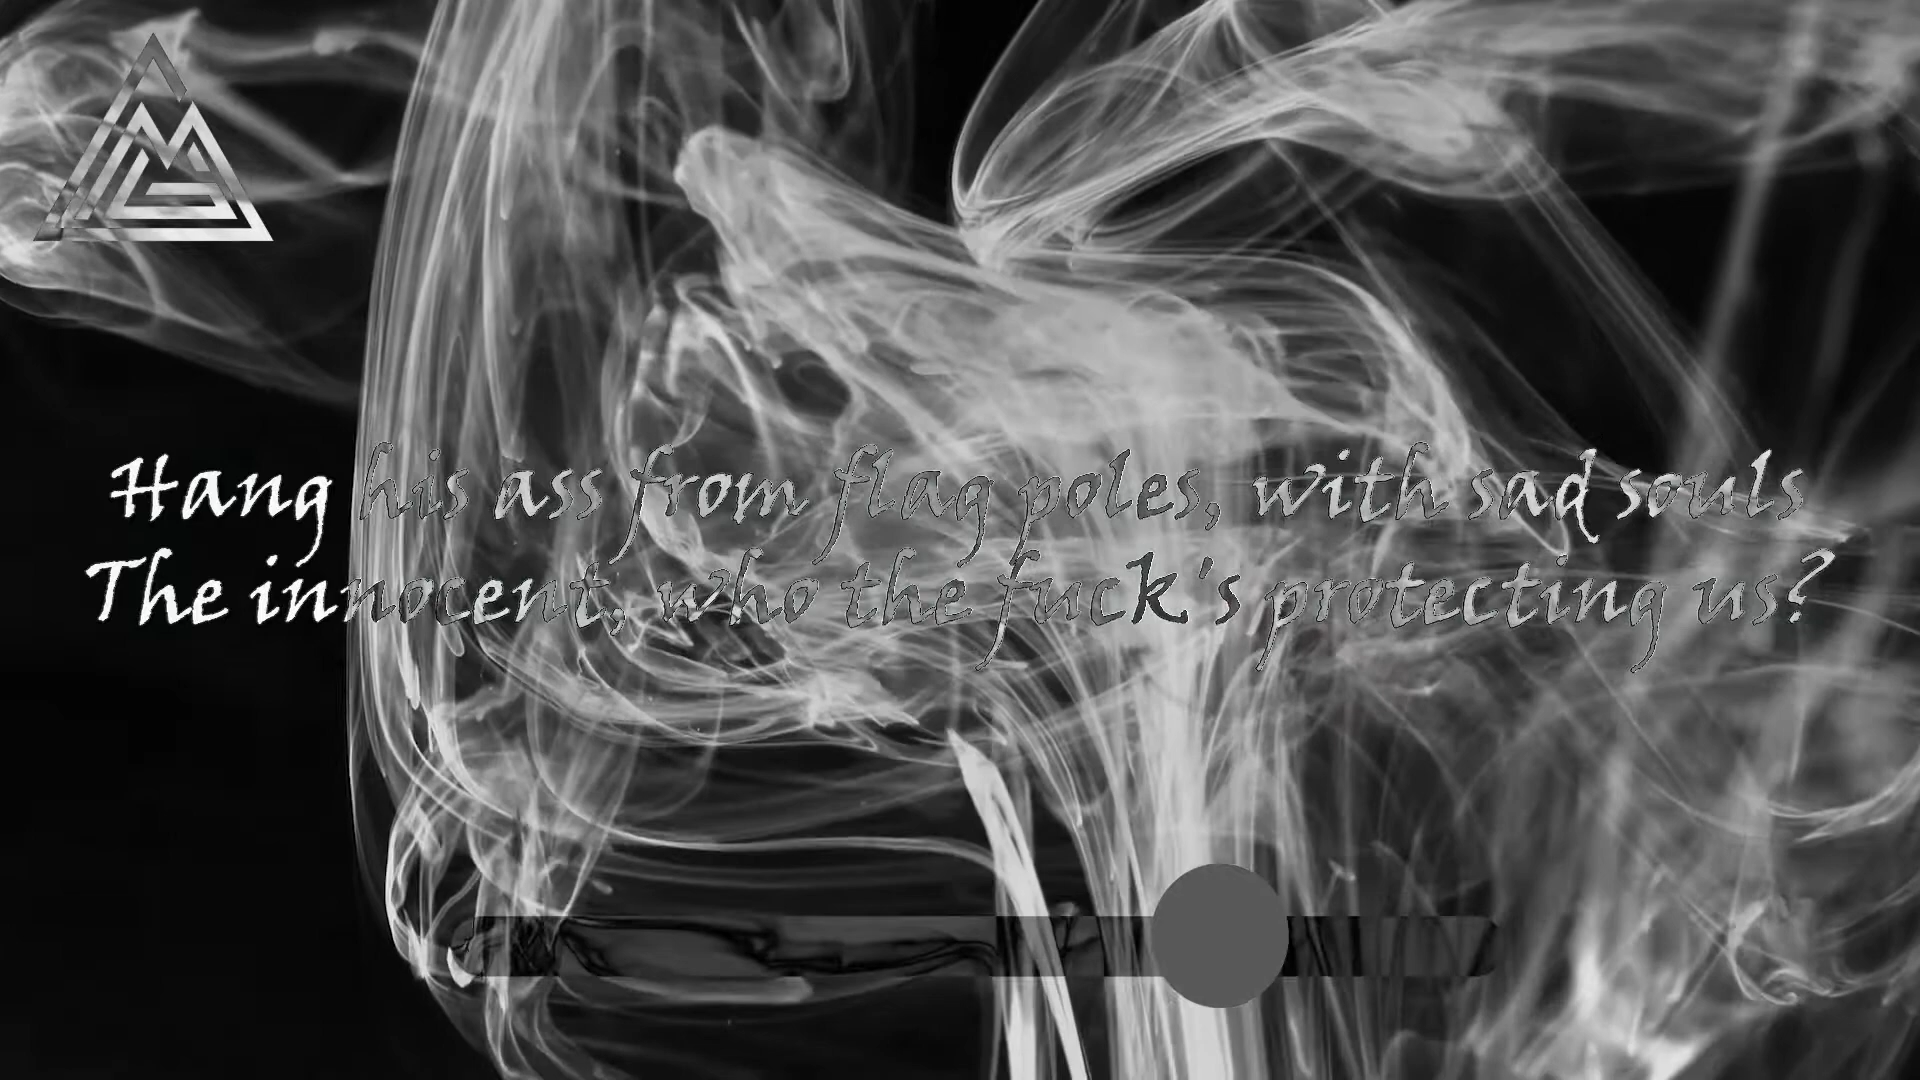 Hang his ass from flag poles, with sad souls
The innocent, who the fuck's protecting us?